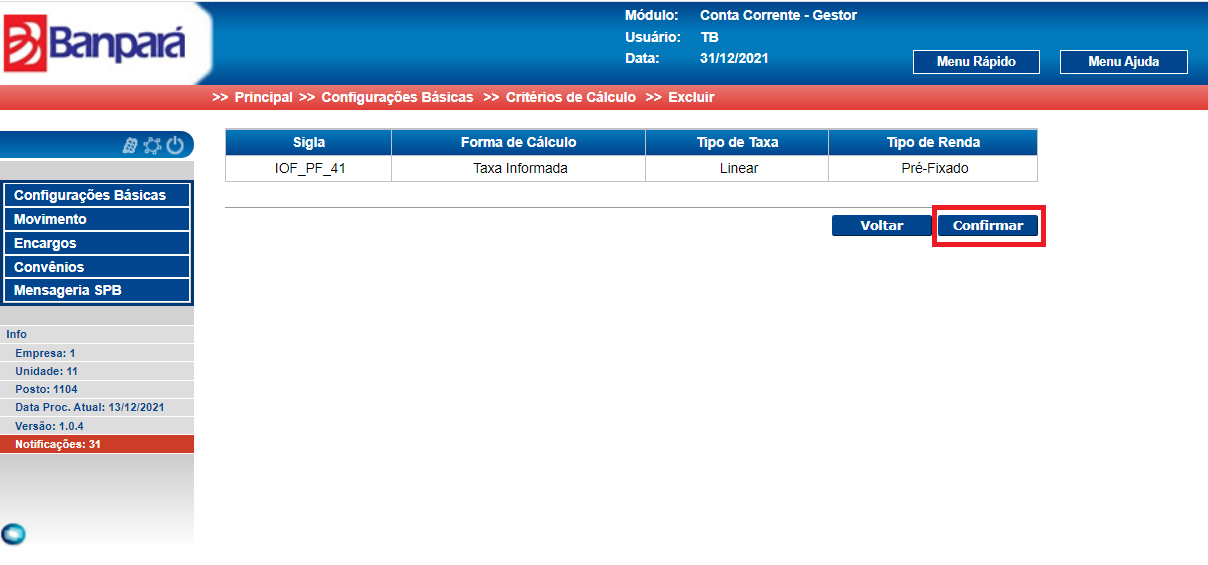 Banpará
Módulo: Conta Corrente - Gestor
Usuário: TB
Data: 31/12/2021
Menu Rápido Menu Ajuda
>> Principal >> Configurações Básicas >> Critérios de Cálculo >> Excluir
Sigla Forma de Cálculo Tipo de Taxa Tipo de Renda
IOF_PF_41 Taxa Informada Linear Pré-Fixado
Voltar Confirmar
Configurações Básicas
Movimento
Encargos
Convênios
Mensageria SPB
Info
Empresa: 1
Unidade: 11
Posto: 1104
Data Proc. Atual: 13/12/2021
Versão: 1.0.4
Notificações: 31